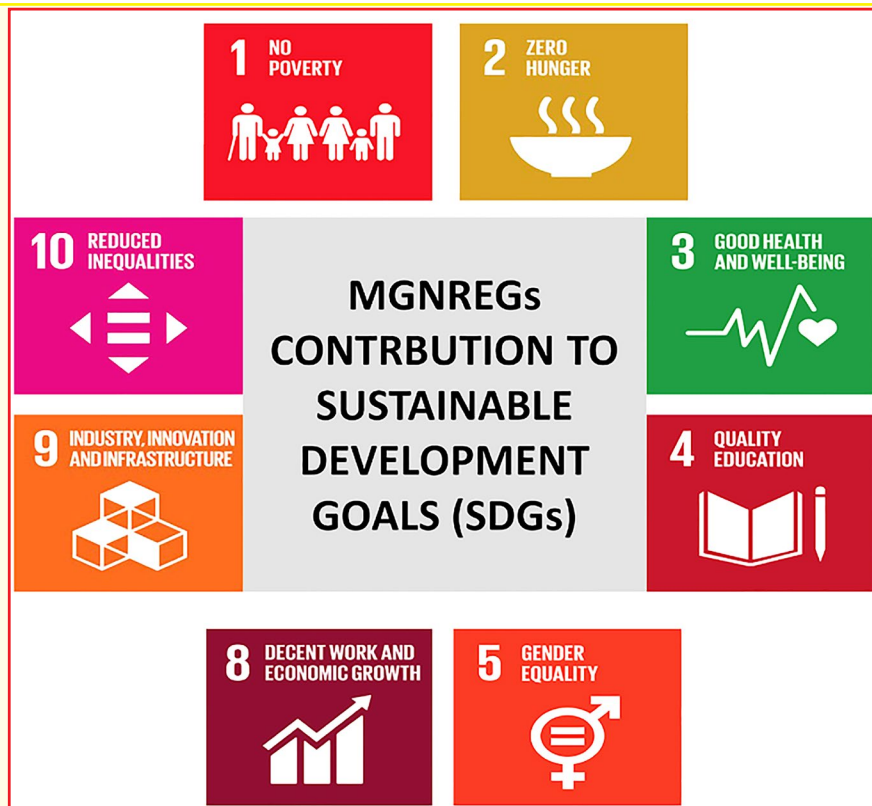 1 NO
POVERTY
2 ZERO
HUNGER
10 REDUCED
INEQUALITIES
MGNREGs
CONTRBUTION TO
SUSTAINABLE
DEVELOPMENT
GOALS (SDGs)
3 GOOD HEALTH
AND WELL-BEING
9 INDUSTRY, INNOVATION
AND INFRASTRUCTURE
4 QUALITY
EDUCATION
8 DECENT WORK AND
ECONOMIC GROWTH
5 GENDER
EQUALITY